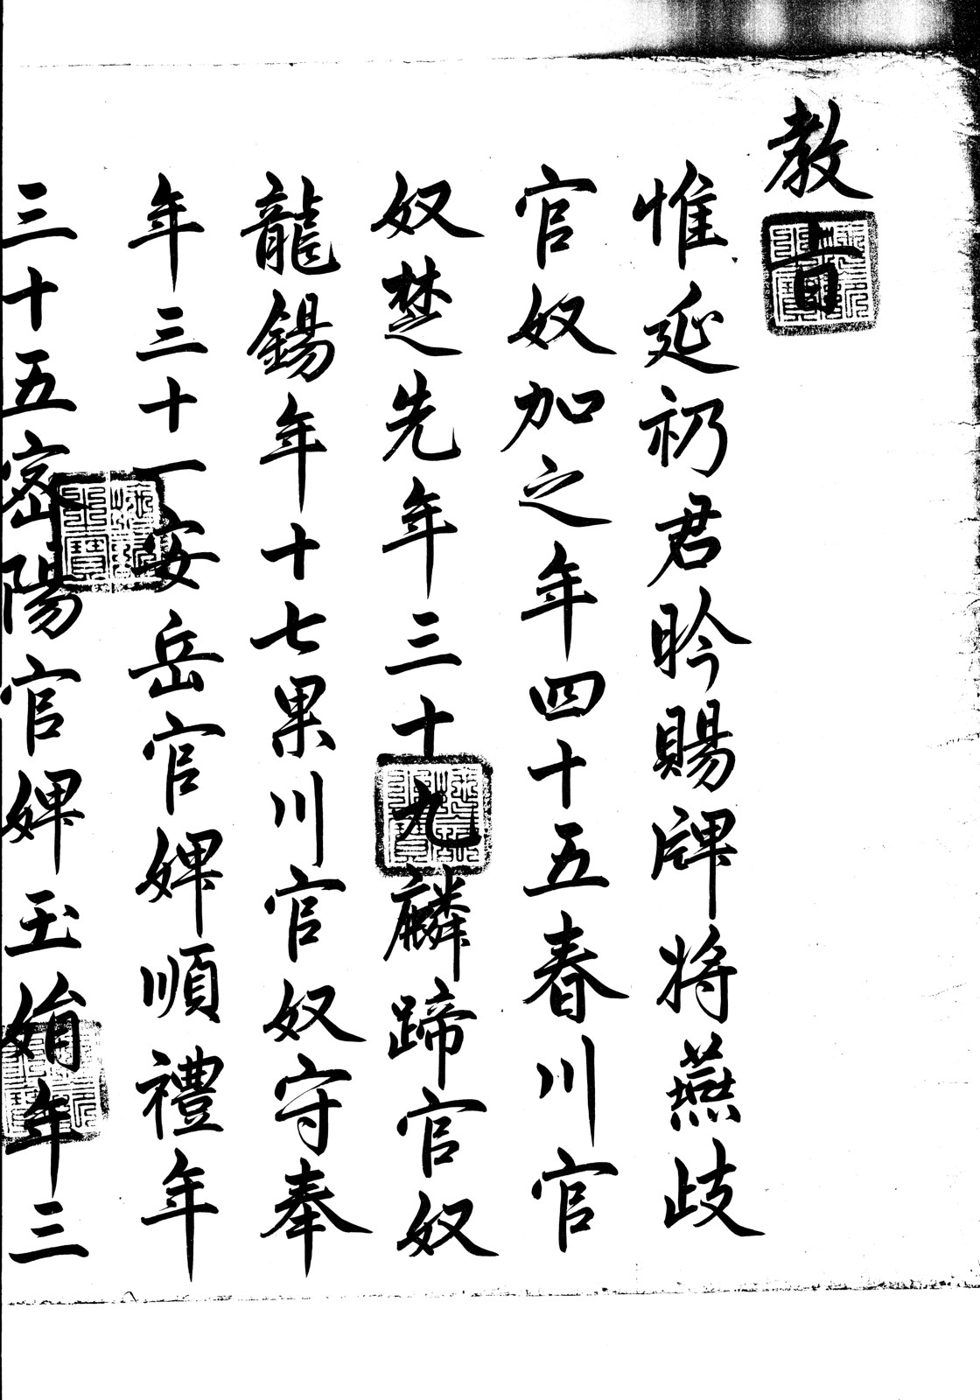 教旨
惟延礽君昑賜牌將燕歧
官奴加之年四十五春川官
奴楚先年三十九麟蹄官奴
龍錫年十七果川官奴守奉
年三十一安岳官婢順禮年
三十五密陽官婢玉娟年三